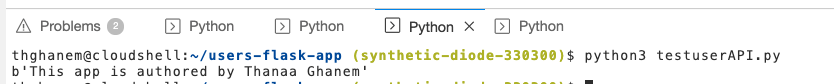 Problems 2 Python Python Python × Python
thghanem@cloudshell:~/users-flask-app (synthetic-diode-330300)$ python3 testuserAPI.py
b'This app is authored by Thanaa Ghanem'